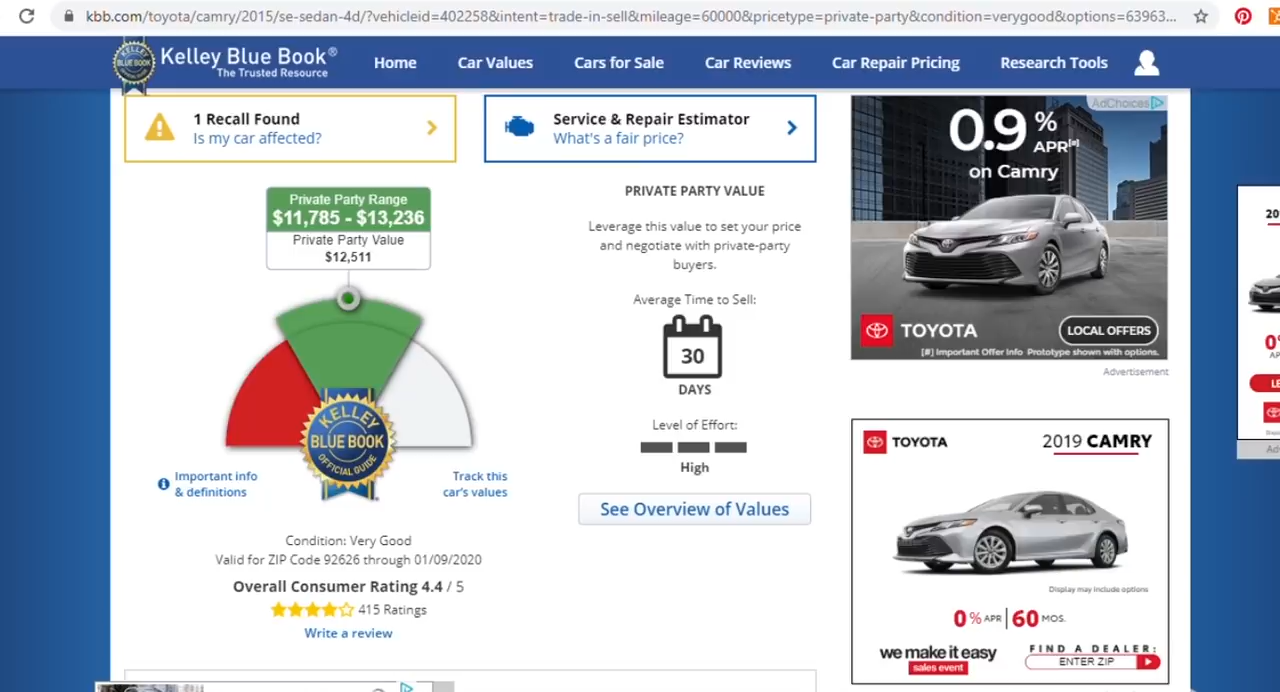 kbb.com/toyota/camry/2015/se-sedan-4d/?vehicleid=402258&intent=trade-in-sell&mileage=60000&pricetype=private-party&condition=verygood&options=63963...
Kelley Blue Book®
The Trusted Resource
KELLEY
BLUE BOOK
Home
Car Values
Cars for Sale
Car Reviews
Car Repair Pricing
Research Tools
1 Recall Found
Is my car affected?
Service & Repair Estimator
What's a fair price?
Private Party Range
$11,785 - $13,236
Private Party Value
$12,511
KELLEY
BLUE BOOK
OFFICIAL GUIDE
Important info
& definitions
Track this
car's values
Condition: Very Good
Valid for ZIP Code 92626 through 01/09/2020
Overall Consumer Rating 4.4 / 5
415 Ratings
Write a review
PRIVATE PARTY VALUE
Leverage this value to set your price
and negotiate with private-party
buyers.
Average Time to Sell:
30
DAYS
Level of Effort:
High
See Overview of Values
AdChoices
0.9%
APR[#]
on Camry
TOYOTA
LOCAL OFFERS
[#] Important Offer Info Prototype shown with options.
Advertisement
TOYOTA
2019 CAMRY
Display may include options
0% APR | 60 MOS.
we make it easy
sales event
FIND A DEALER:
ENTER ZIP
20
0%
AP
LE
Ad